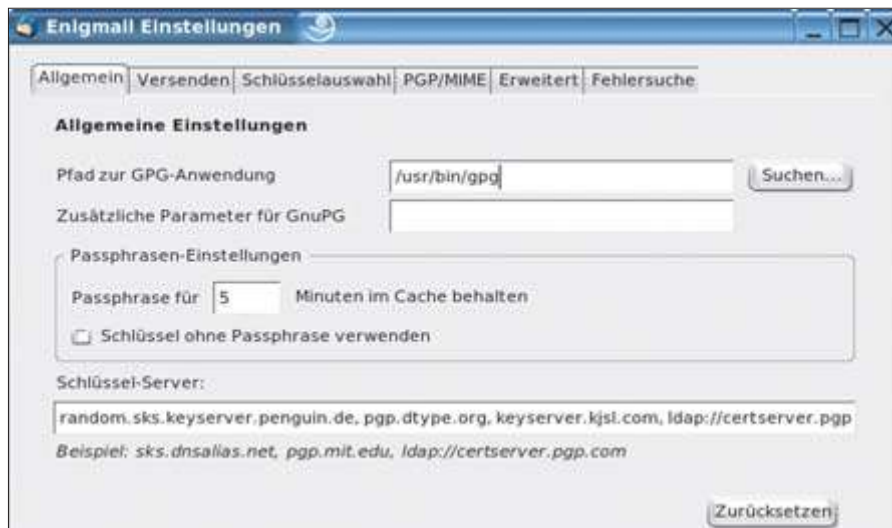 Enigmail Einstellungen
Allgemein Versenden Schlüsselauswahl PGP/MIME Erweitert Fehlersuche
Allgemeine Einstellungen
Pfad zur GPG-Anwendung /usr/bin/gpg Suchen...
Zusätzliche Parameter für GnuPG
Passphrasen-Einstellungen
Passphrase für 5 Minuten im Cache behalten
Schlüssel ohne Passphrase verwenden
Schlüssel-Server:
random.sks.keyserver.penguin.de, pgp.dtype.org, keyserver.kjsl.com, ldap://certserver.pgp
Beispiel: sks.dnsalias.net, pgp.mit.edu, ldap://certserver.pgp.com
Zurücksetzen